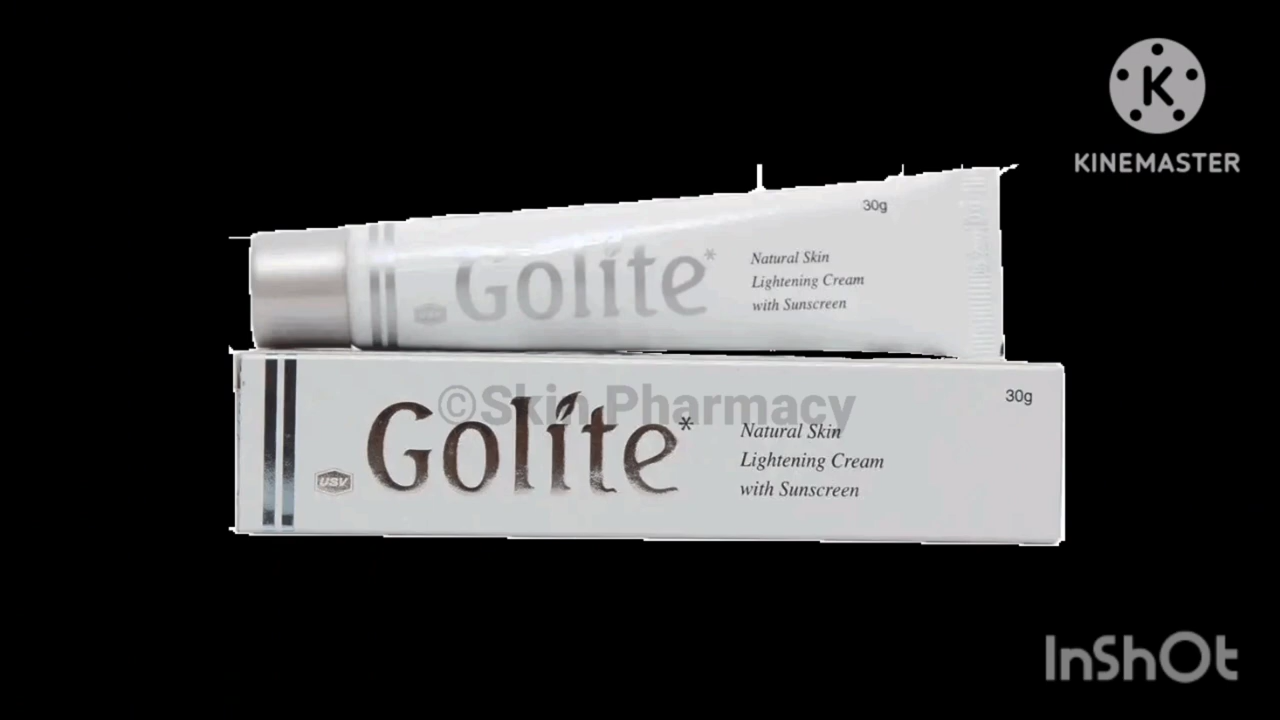 KINEMASTER
30g
Golite*
Natural Skin
Lightening Cream
with Sunscreen
USV
©Skin Pharmacy
30g
Golite*
Natural Skin
Lightening Cream
with Sunscreen
USV
InShOt